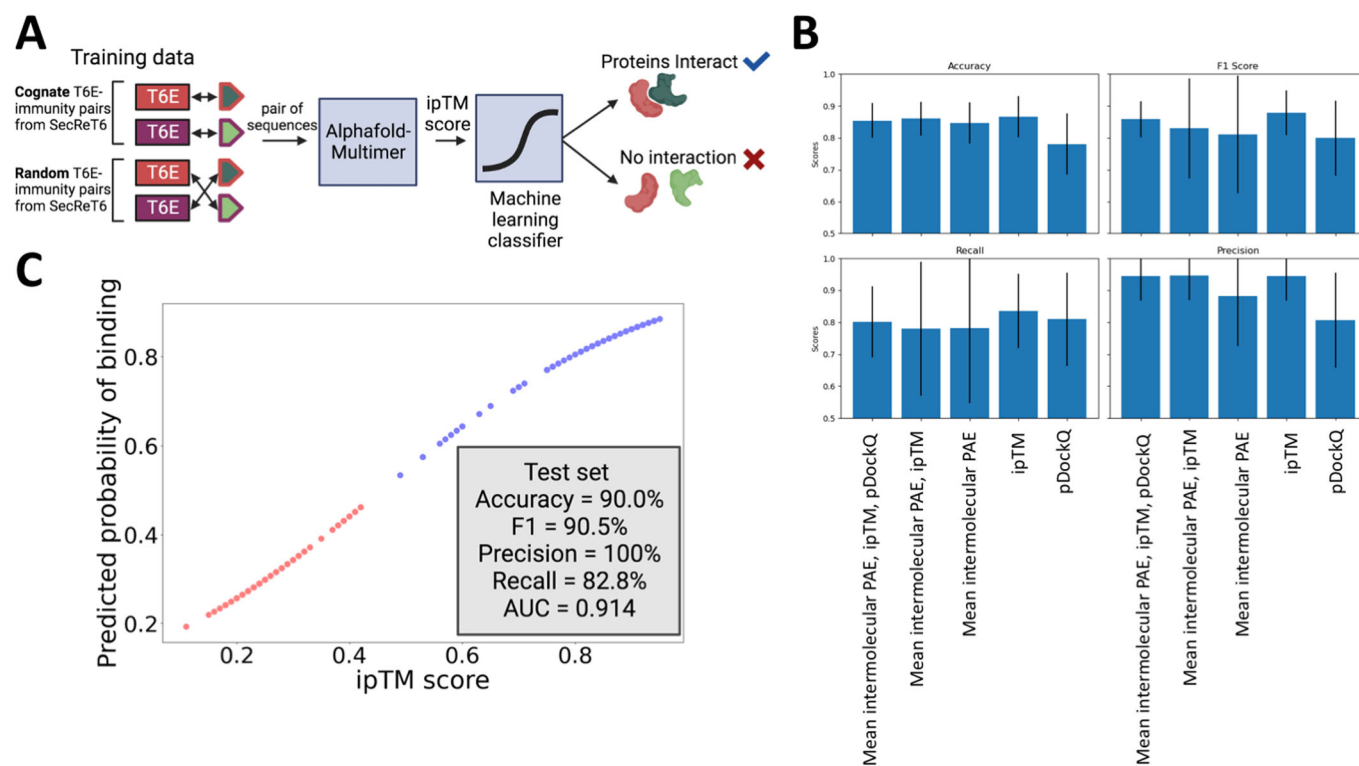 A
Training data
Cognate T6E-
immunity pairs
from SecReT6
T6E
T6E
Random T6E-
immunity pairs
from SecReT6
T6E
T6E
pair of
sequences
Alphafold-
Multimer
ipTM
score
Machine
learning
classifier
Proteins Interact
No interaction
B
Accuracy
Scores
1.0
0.9
0.8
0.7
0.6
0.5
F1 Score
Recall
Scores
1.0
0.9
0.8
0.7
0.6
0.5
Precision
Mean intermolecular PAE, ipTM, pDockQ
Mean intermolecular PAE, ipTM
Mean intermolecular PAE
ipTM
pDockQ
Mean intermolecular PAE, ipTM, pDockQ
Mean intermolecular PAE, ipTM
Mean intermolecular PAE
ipTM
pDockQ
C
Predicted probability of binding
0.8
0.6
0.4
0.2
Test set
Accuracy = 90.0%
F1 = 90.5%
Precision = 100%
Recall = 82.8%
AUC = 0.914
0.2 0.4 0.6 0.8
ipTM score